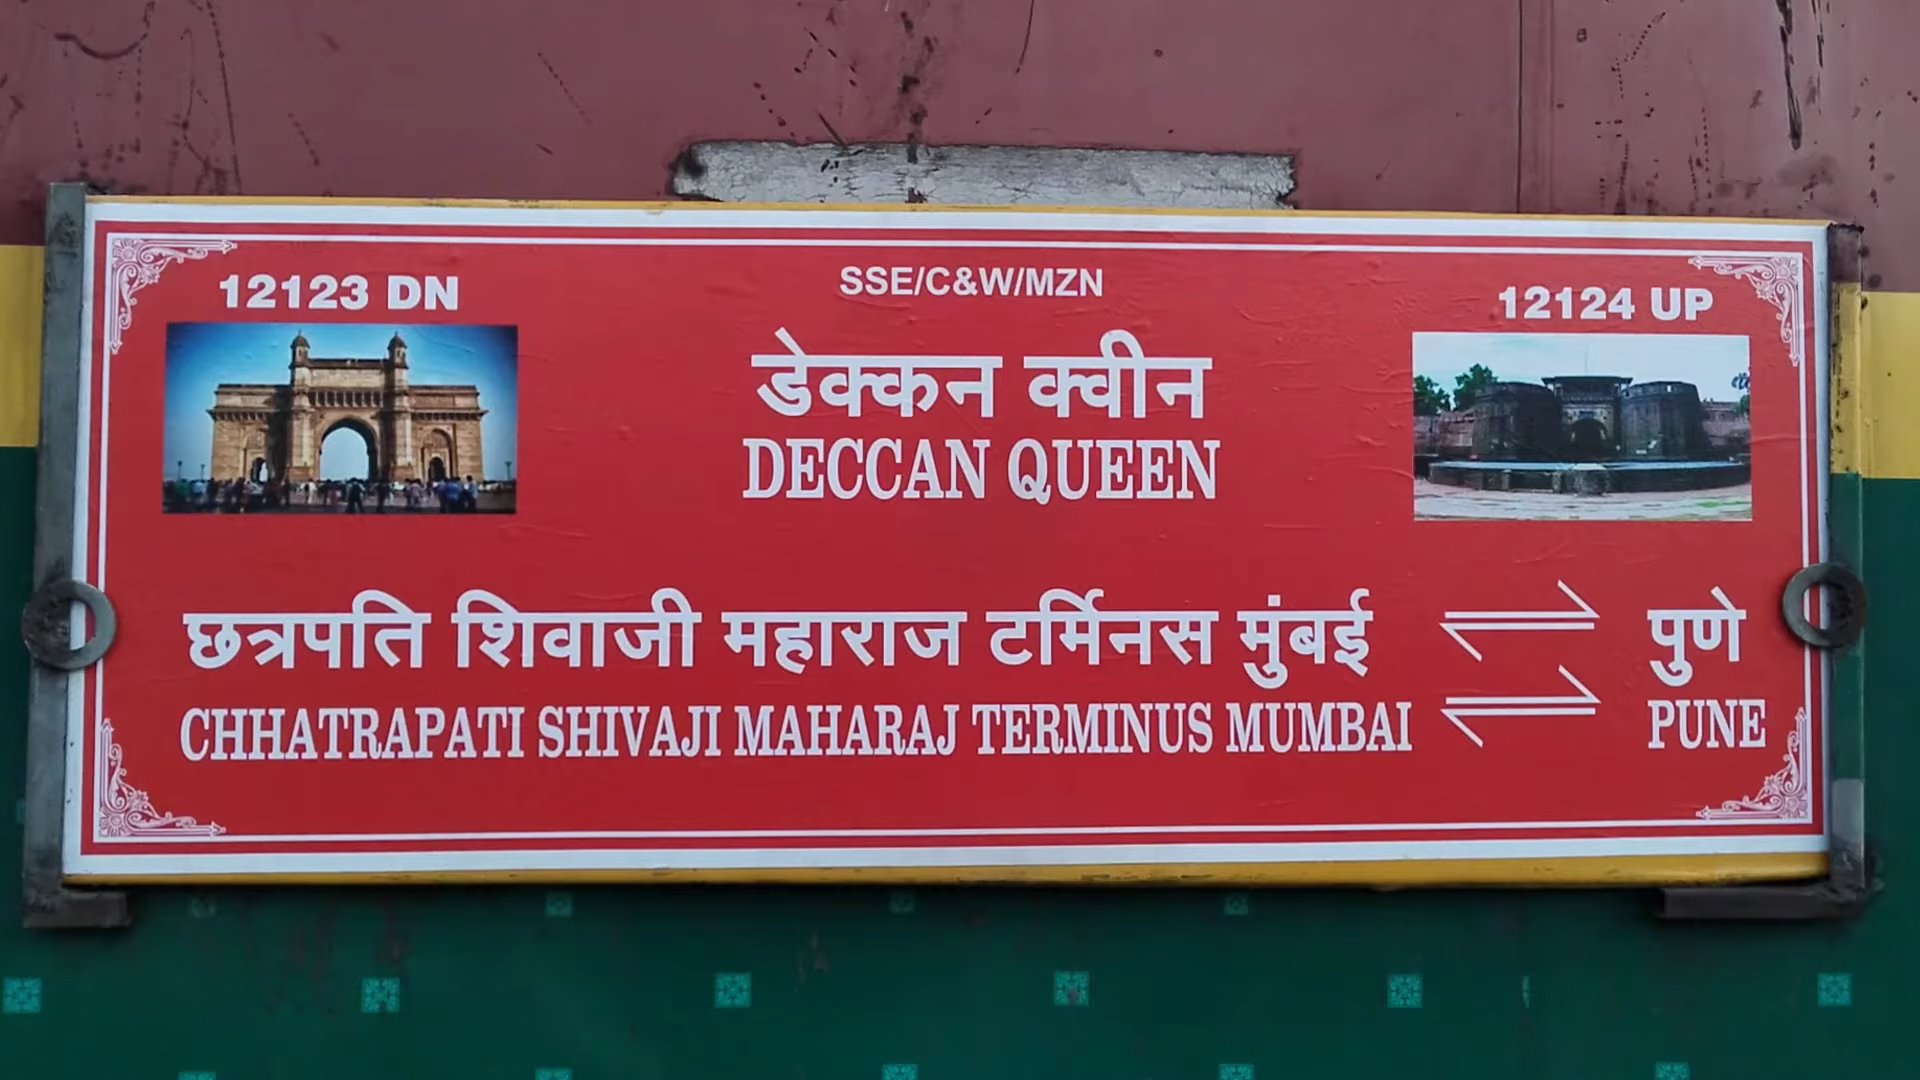 12123 DN
SSE/C&W/MZN
12124 UP
डेक्कन क्वीन
DECCAN QUEEN
छत्रपति शिवाजी महाराज टर्मिनस मुंबई
पुणे
CHHATRAPATI SHIVAJI MAHARAJ TERMINUS MUMBAI
PUNE